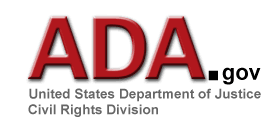 ADA.gov
United States Department of Justice
Civil Rights Division